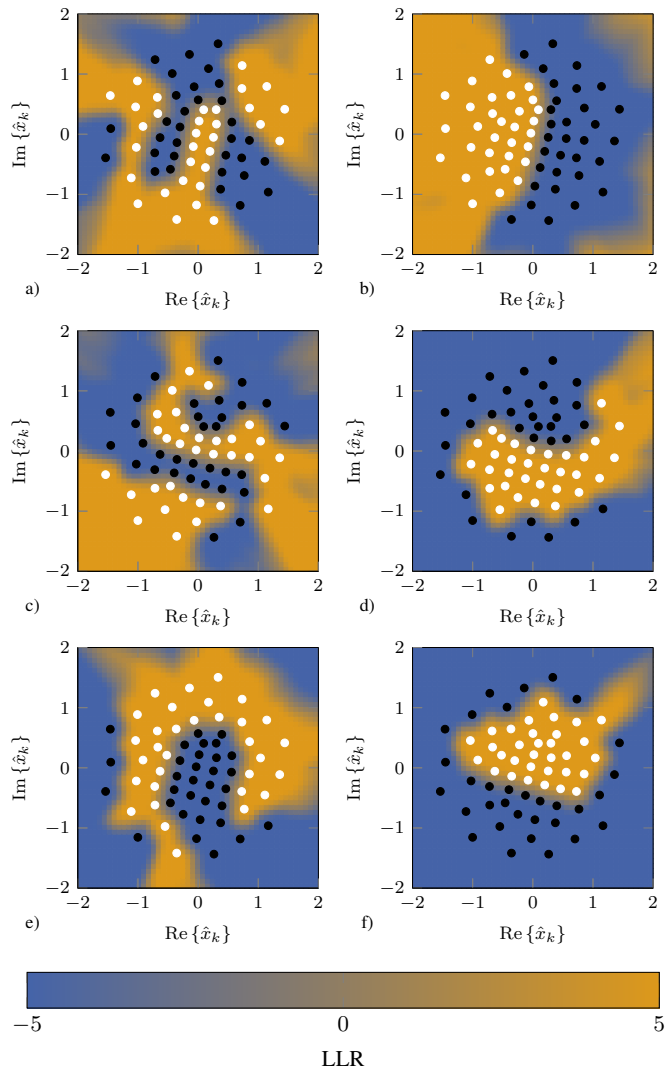 2
1
0
−1
−2
Im {x̂_k}
−2 −1 0 1 2
a)
Re {x̂_k}
2
1
0
−1
−2
Im {x̂_k}
−2 −1 0 1 2
b)
Re {x̂_k}
2
1
0
−1
−2
Im {x̂_k}
−2 −1 0 1 2
c)
Re {x̂_k}
2
1
0
−1
−2
Im {x̂_k}
−2 −1 0 1 2
d)
Re {x̂_k}
2
1
0
−1
−2
Im {x̂_k}
−2 −1 0 1 2
e)
Re {x̂_k}
2
1
0
−1
−2
Im {x̂_k}
−2 −1 0 1 2
f)
Re {x̂_k}
−5 0 5
LLR